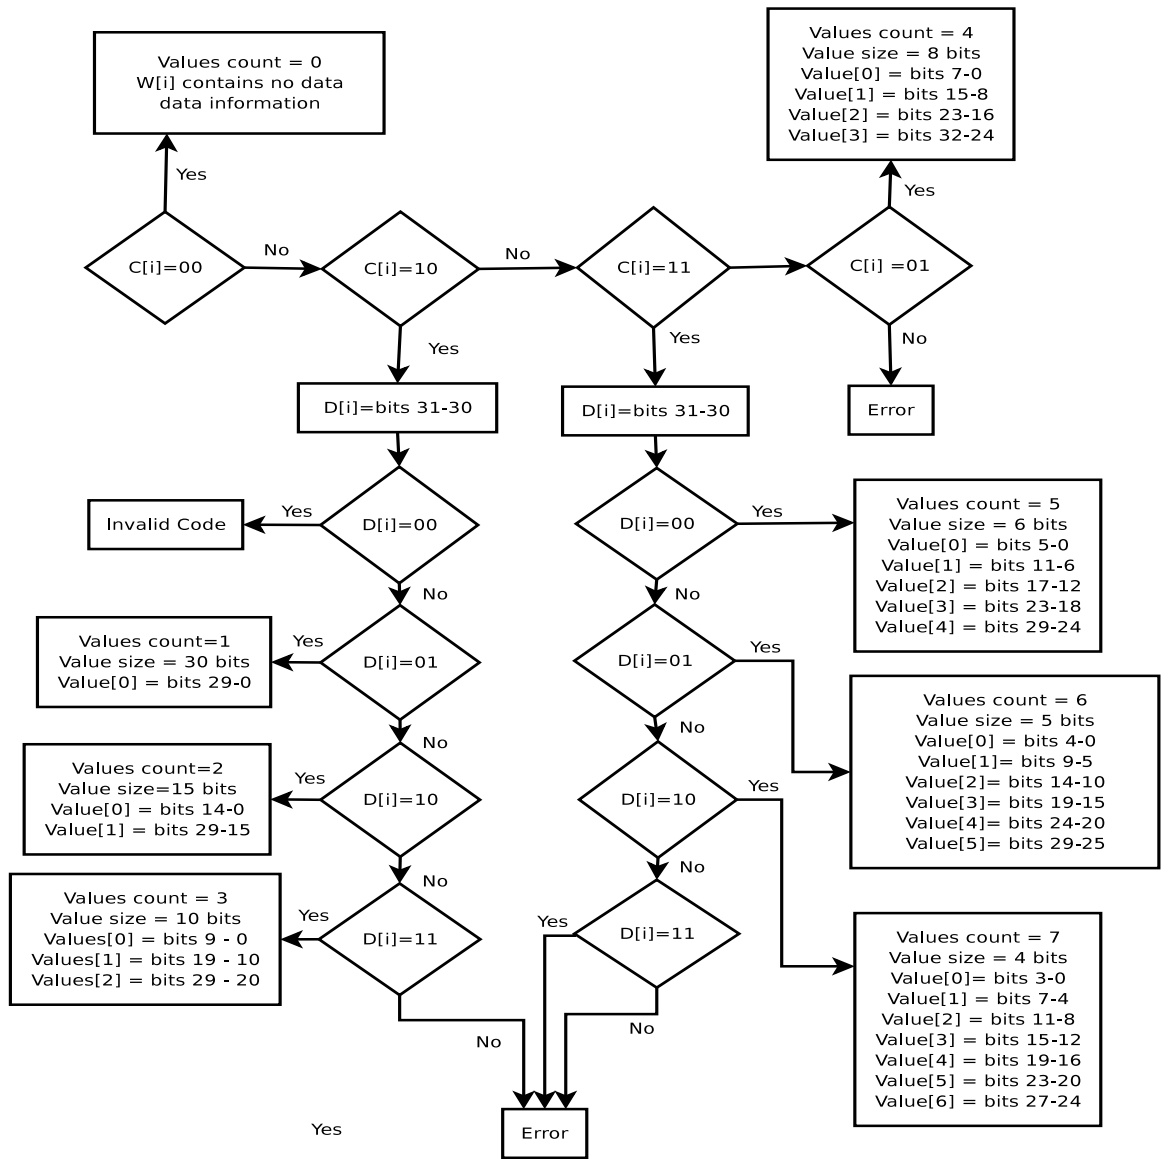 Values count = 0
W[i] contains no data
data information
Values count = 4
Value size = 8 bits
Value[0] = bits 7-0
Value[1] = bits 15-8
Value[2] = bits 23-16
Value[3] = bits 32-24
Yes
Yes
C[i]=00
No
C[i]=10
No
C[i]=11
C[i] =01
Yes
Yes
No
D[i]=bits 31-30
D[i]=bits 31-30
Error
Invalid Code
Yes
D[i]=00
D[i]=00
Yes
Values count = 5
Value size = 6 bits
Value[0] = bits 5-0
Value[1] = bits 11-6
Value[2] = bits 17-12
Value[3] = bits 23-18
Value[4] = bits 29-24
No
No
Values count=1
Value size = 30 bits
Value[0] = bits 29-0
Yes
D[i]=01
D[i]=01
Yes
Values count = 6
Value size = 5 bits
Value[0] = bits 4-0
Value[1]= bits 9-5
Value[2]= bits 14-10
Value[3]= bits 19-15
Value[4]= bits 24-20
Value[5]= bits 29-25
No
No
Values count=2
Value size=15 bits
Value[0] = bits 14-0
Value[1] = bits 29-15
Yes
D[i]=10
D[i]=10
Yes
No
No
Values count = 3
Value size = 10 bits
Values[0] = bits 9 - 0
Values[1] = bits 19 - 10
Values[2] = bits 29 - 20
Yes
D[i]=11
Yes
D[i]=11
Values count = 7
Value size = 4 bits
Value[0]= bits 3-0
Value[1] = bits 7-4
Value[2] = bits 11-8
Value[3] = bits 15-12
Value[4] = bits 19-16
Value[5] = bits 23-20
Value[6] = bits 27-24
No
No
Yes
Error